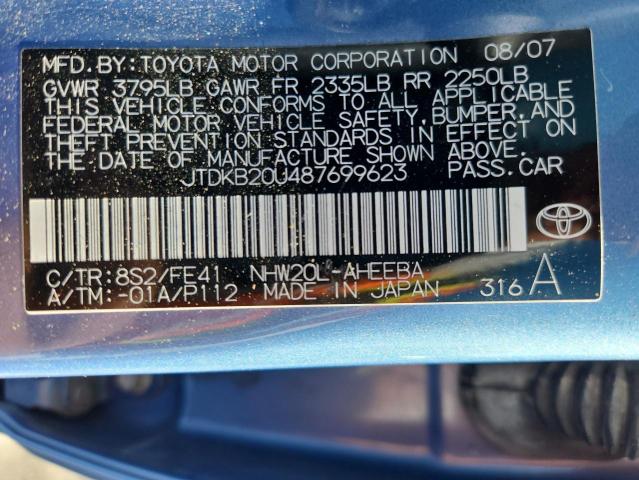 MFD. BY: TOYOTA MOTOR CORPORATION 08/07
GVWR 3795LB GAWR FR 2335LB RR 2250LB
THIS VEHICLE CONFORMS TO ALL APPLICABLE
FEDERAL MOTOR VEHICLE SAFETY, BUMPER, AND
THEFT PREVENTION STANDARDS IN EFFECT ON
THE DATE OF MANUFACTURE SHOWN ABOVE.
JTDKB20U487699623 PASS. CAR
C/TR: 8S2/FE41 NHW20L-AHEEBA
A/TM: -01A/P112 MADE IN JAPAN 316 A